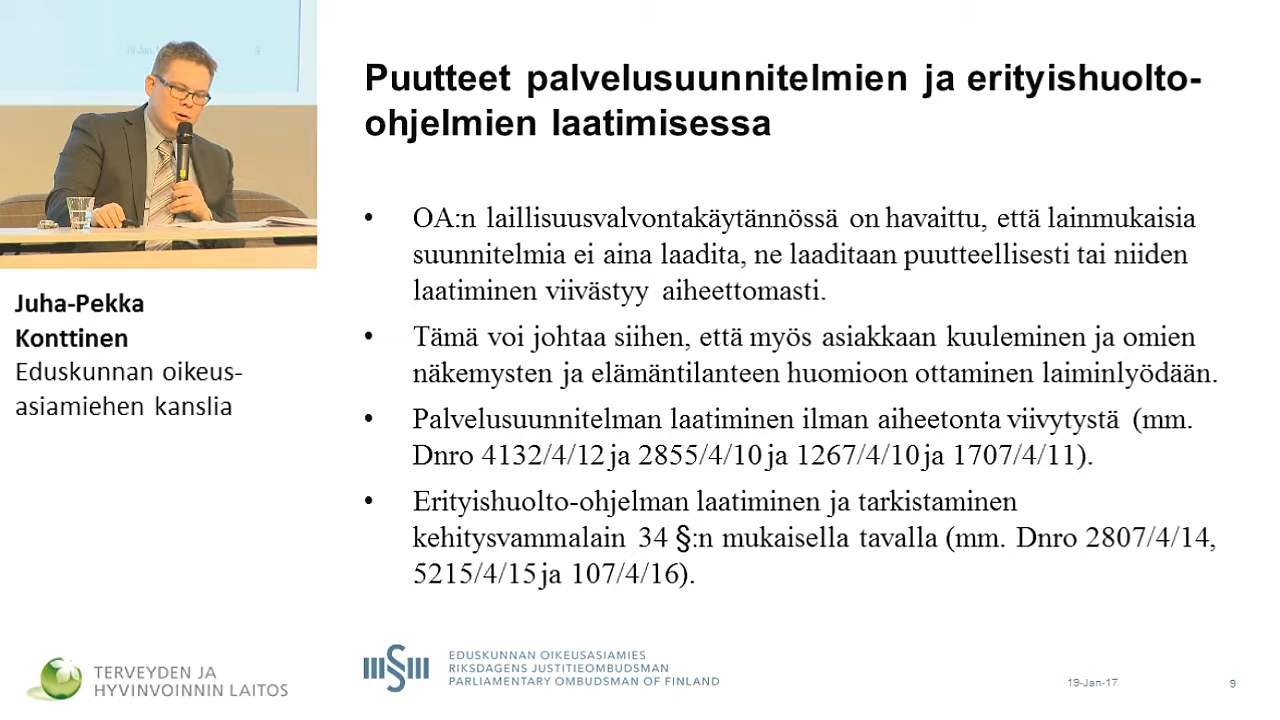 19-Jan-
9
Puutteet palvelusuunnitelmien ja erityishuolto-
ohjelmien laatimisessa
• OA:n laillisuusvalvontakäytännössä on havaittu, että lainmukaisia
suunnitelmia ei aina laadita, ne laaditaan puutteellisesti tai niiden
laatiminen viivästyy aiheettomasti.
• Tämä voi johtaa siihen, että myös asiakkaan kuuleminen ja omien
näkemysten ja elämäntilanteen huomioon ottaminen laiminlyödään.
• Palvelusuunnitelman laatiminen ilman aiheetonta viivytystä (mm.
Dnro 4132/4/12 ja 2855/4/10 ja 1267/4/10 ja 1707/4/11).
• Erityishuolto-ohjelman laatiminen ja tarkistaminen
kehitysvammalain 34 §:n mukaisella tavalla (mm. Dnro 2807/4/14,
5215/4/15 ja 107/4/16).
Juha-Pekka
Konttinen
Eduskunnan oikeus-
asiamiehen kanslia
TERVEYDEN JA
HYVINVOINNIN LAITOS
EDUSKUNNAN OIKEUSASIAMIES
RIKSDAGENS JUSTITIEOMBUDSMAN
PARLIAMENTARY OMBUDSMAN OF FINLAND
19-Jan-17
9